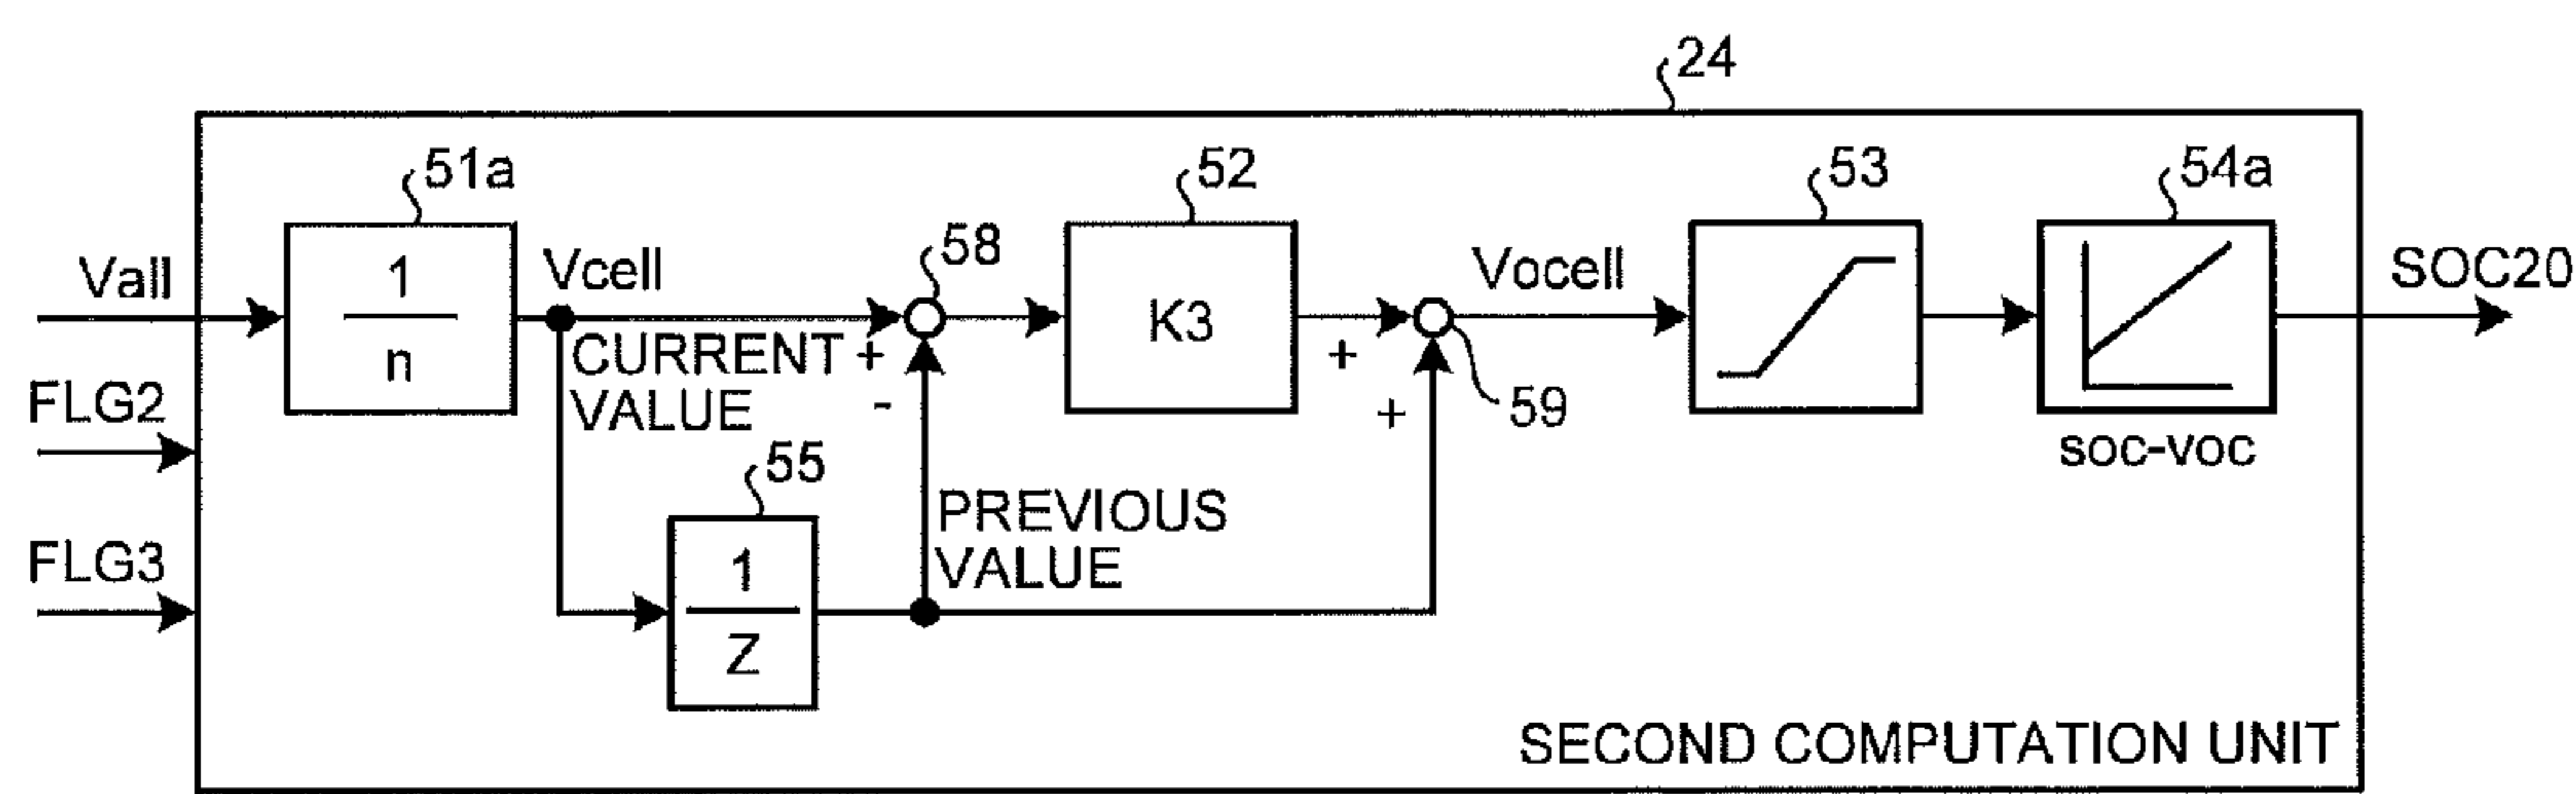 24
51a
52
53
54a
Vall
1
n
Vcell
58
K3
Vocell
SOC20
CURRENT
VALUE
+
-
+
+
59
soc-voc
FLG2
FLG3
55
1
Z
PREVIOUS
VALUE
SECOND COMPUTATION UNIT